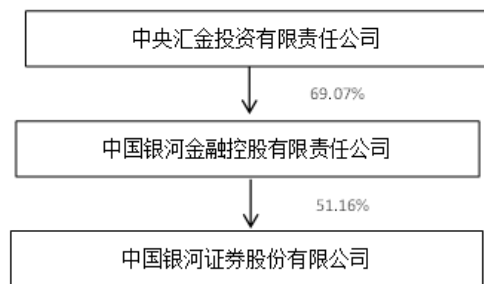 中央汇金投资有限责任公司
69.07%
中国银河金融控股有限责任公司
51.16%
中国银河证券股份有限公司